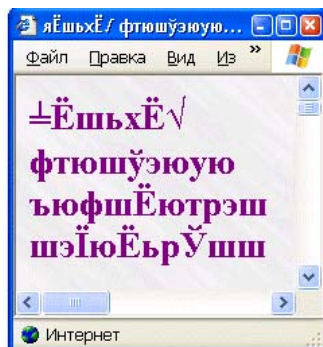 яЁшьхЁ√ фтюшўэюую...
Файл Правка Вид Из »
╧ЁшьхЁ√
фтюшўэюую
ъюфшЁютрэш
шэЇюЁьрЎшш
Интернет